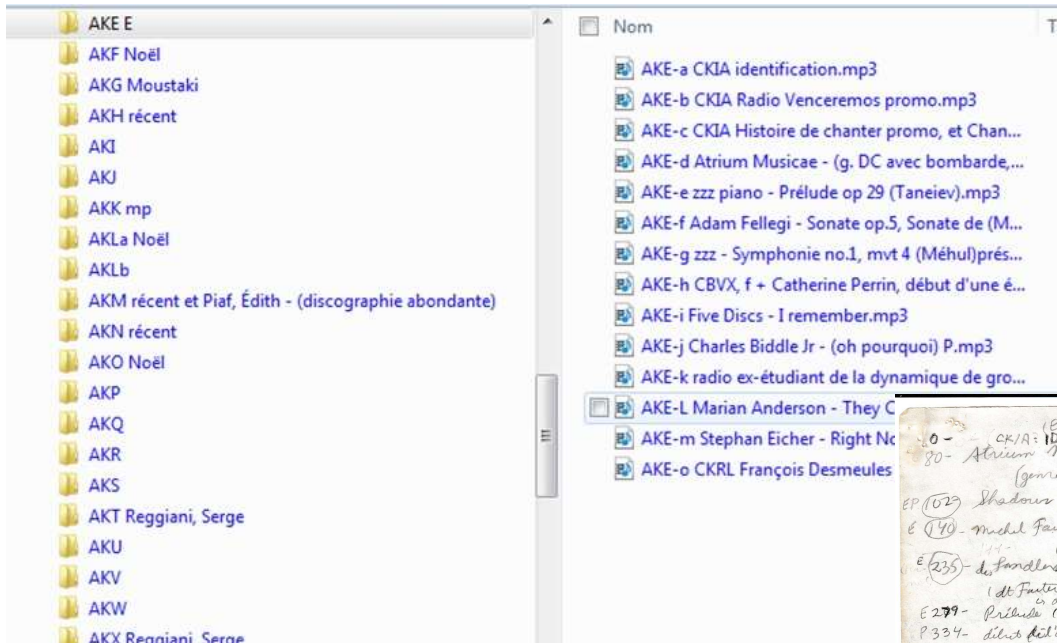 AKE E
AKF Noël
AKG Moustaki
AKH récent
AKI
AKJ
AKK mp
AKLa Noël
AKLb
AKM récent et Piaf, Édith - (discographie abondante)
AKN récent
AKO Noël
AKP
AKQ
AKR
AKS
AKT Reggiani, Serge
AKU
AKV
AKW
AKX Reggiani, Serge
Nom
AKE-a CKIA identification.mp3
AKE-b CKIA Radio Venceremos promo.mp3
AKE-c CKIA Histoire de chanter promo, et Chan...
AKE-d Atrium Musicae - (g. DC avec bombarde,...
AKE-e zzz piano - Prélude op 29 (Taneiev).mp3
AKE-f Adam Fellegi - Sonate op.5, Sonate de (M...
AKE-g zzz - Symphonie no.1, mvt 4 (Méhul)prés...
AKE-h CBVX, f + Catherine Perrin, début d'une é...
AKE-i Five Discs - I remember.mp3
AKE-j Charles Biddle Jr - (oh pourquoi) P.mp3
AKE-k radio ex-étudiant de la dynamique de gro...
AKE-L Marian Anderson - They C
AKE-m Stephan Eicher - Right No
AKE-o CKRL François Desmeules
0- CKIA: ID
80- Atrium
(genre
EP 1029 Shadows
E 140 -
E 235 -
E 279- Prélude
P 334- début